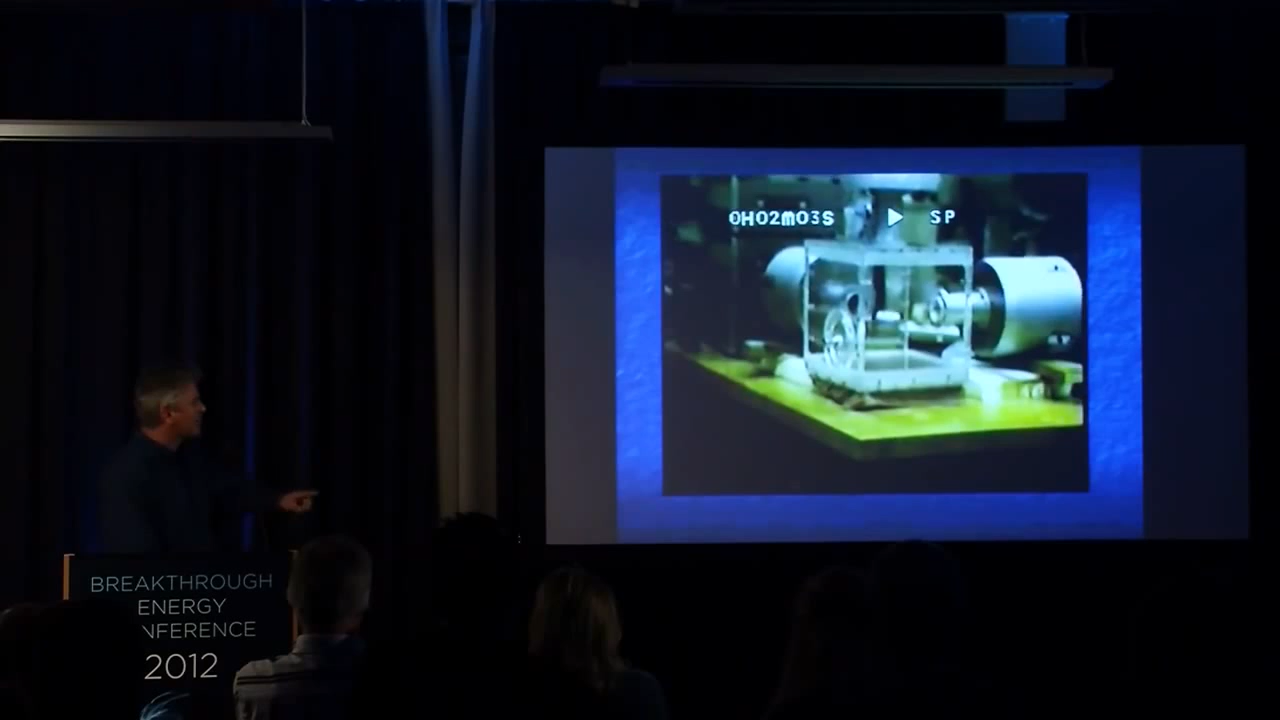 0H02m03S ▶ SP
BREAKTHROUGH
ENERGY
NFERENCE
2012